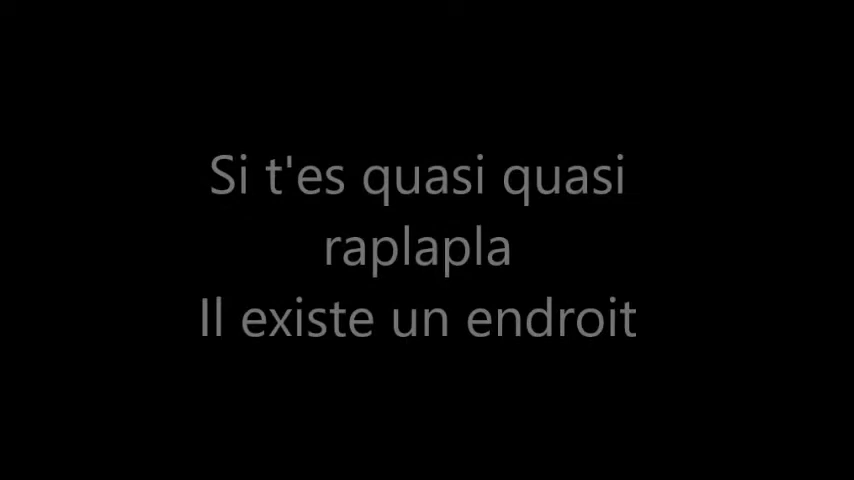 Si t'es quasi quasi
raplapla
Il existe un endroit